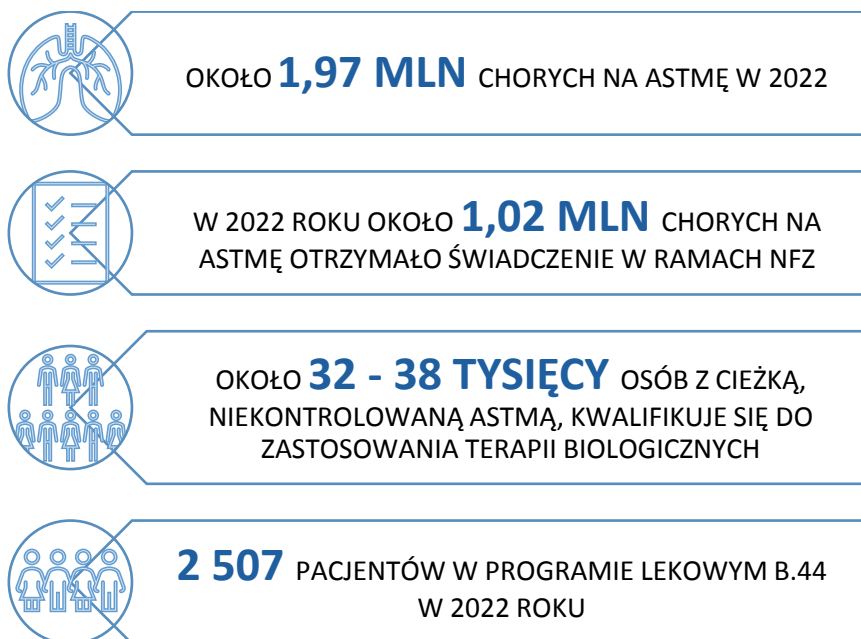 OKOŁO 1,97 MLN CHORYCH NA ASTMĘ W 2022
W 2022 ROKU OKOŁO 1,02 MLN CHORYCH NA
ASTMĘ OTRZYMAŁO ŚWIADCZENIE W RAMACH NFZ
OKOŁO 32 - 38 TYSIĘCY OSÓB Z CIEŻKĄ,
NIEKONTROLOWANĄ ASTMĄ, KWALIFIKUJE SIĘ DO
ZASTOSOWANIA TERAPII BIOLOGICZNYCH
2 507 PACJENTÓW W PROGRAMIE LEKOWYM B.44
W 2022 ROKU